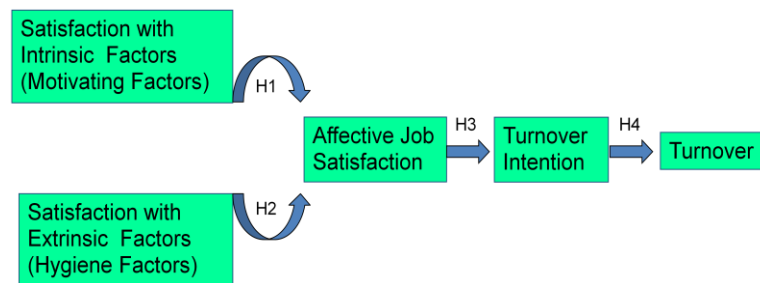 Satisfaction with
Intrinsic  Factors
(Motivating Factors)
H1
Affective Job
Satisfaction
H3
Turnover
Intention
H4
Turnover
H2
Satisfaction with
Extrinsic  Factors
(Hygiene Factors)